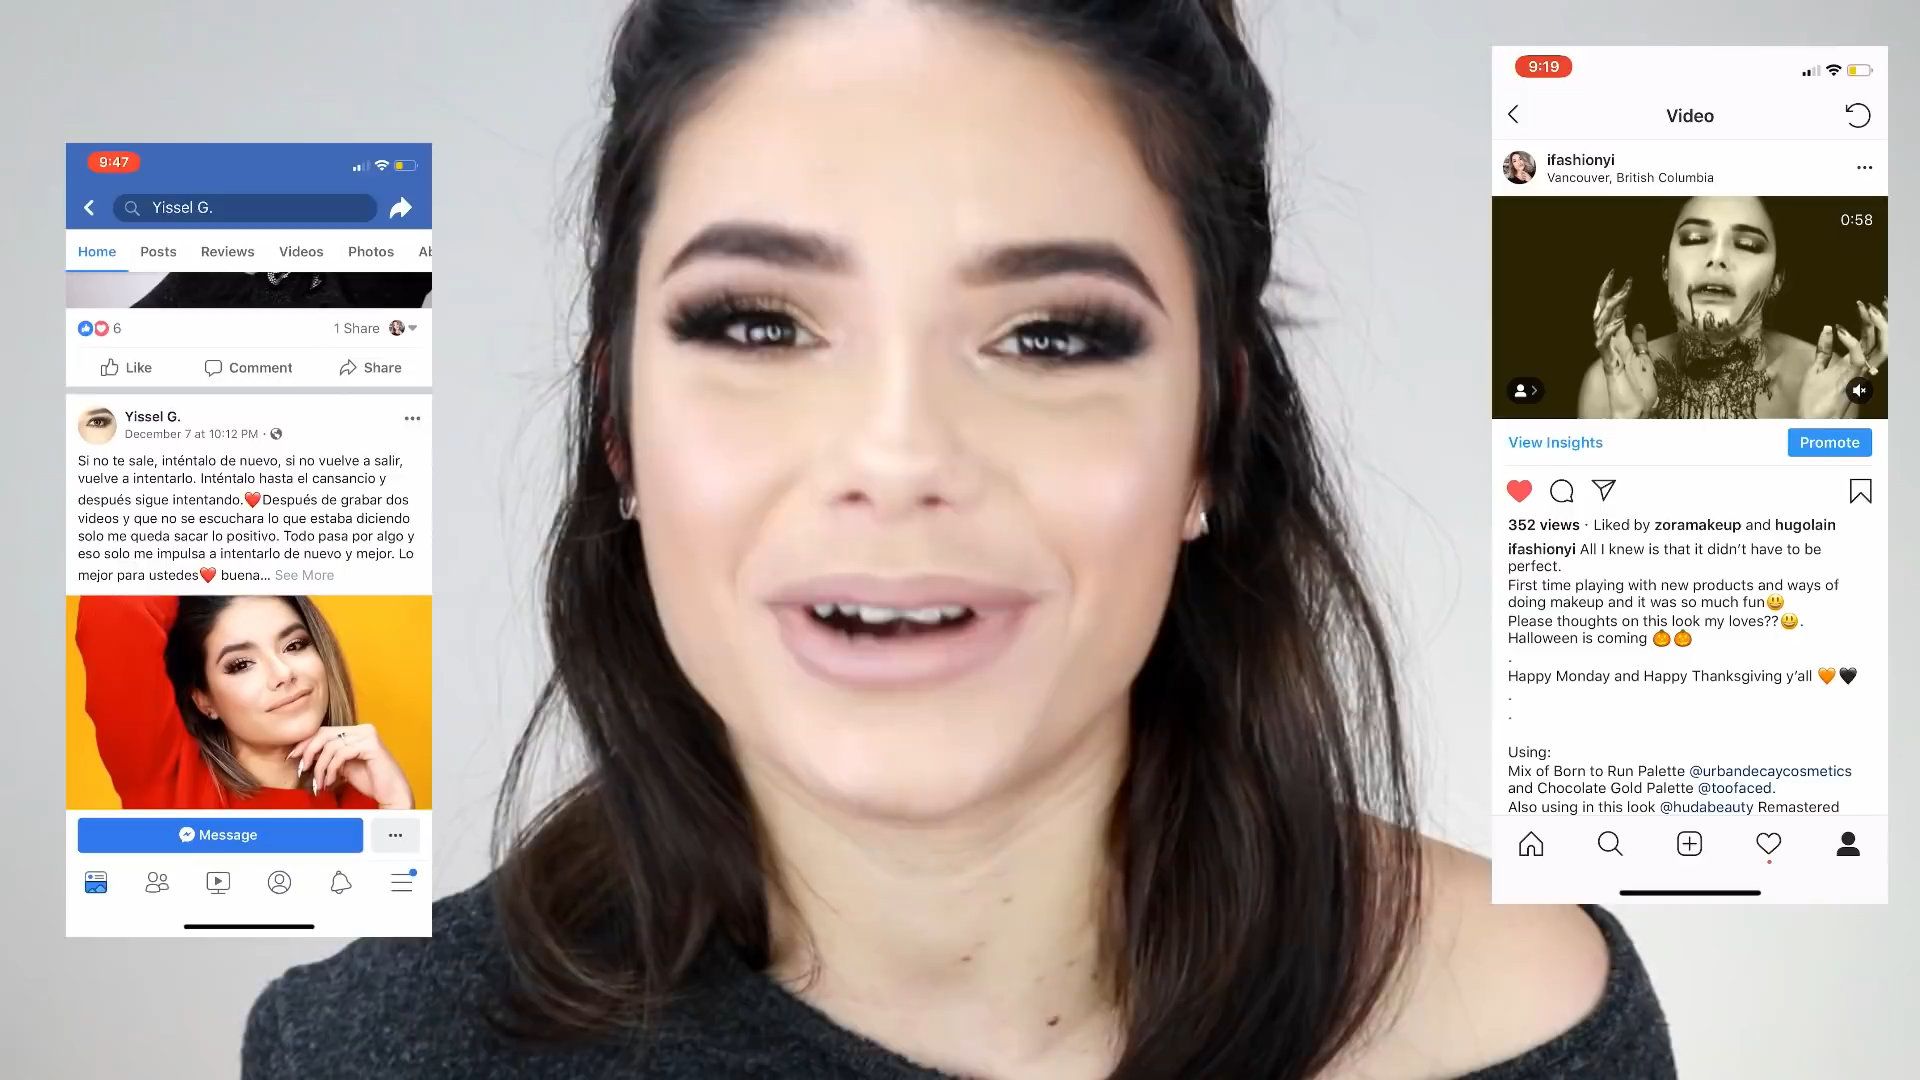 9:47
Yissel G.
Home Posts Reviews Videos Photos Ab
6 1 Share
Like Comment Share
Yissel G.
December 7 at 10:12 PM ·
Si no te sale, inténtalo de nuevo, si no vuelve a salir,
vuelve a intentarlo. Inténtalo hasta el cansancio y
después sigue intentando.❤️Después de grabar dos
videos y que no se escuchara lo que estaba diciendo
solo me queda sacar lo positivo. Todo pasa por algo y
eso solo me impulsa a intentarlo de nuevo y mejor. Lo
mejor para ustedes❤️ buena... See More
Message
9:19
Video
ifashionyi
Vancouver, British Columbia
0:58
View Insights Promote
352 views · Liked by zoramakeup and hugolain
ifashionyi All I knew is that it didn't have to be
perfect.
First time playing with new products and ways of
doing makeup and it was so much fun😃
Please thoughts on this look my loves??😃.
Halloween is coming 🎃🎃
.
Happy Monday and Happy Thanksgiving y'all 🧡🖤
.
.
Using:
Mix of Born to Run Palette @urbandecaycosmetics
and Chocolate Gold Palette @toofaced.
Also using in this look @hudabeauty Remastered